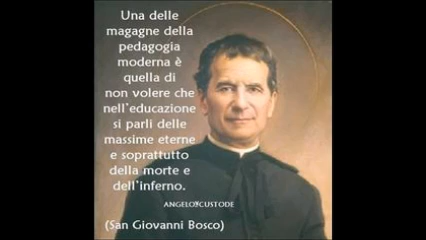 Una delle
magagne della
pedagogia
moderna è
quella di
non volere che
nell'educazione
si parli delle
massime eterne
e soprattutto
della morte e
dell'inferno.
ANGELO CUSTODE
(San Giovanni Bosco)